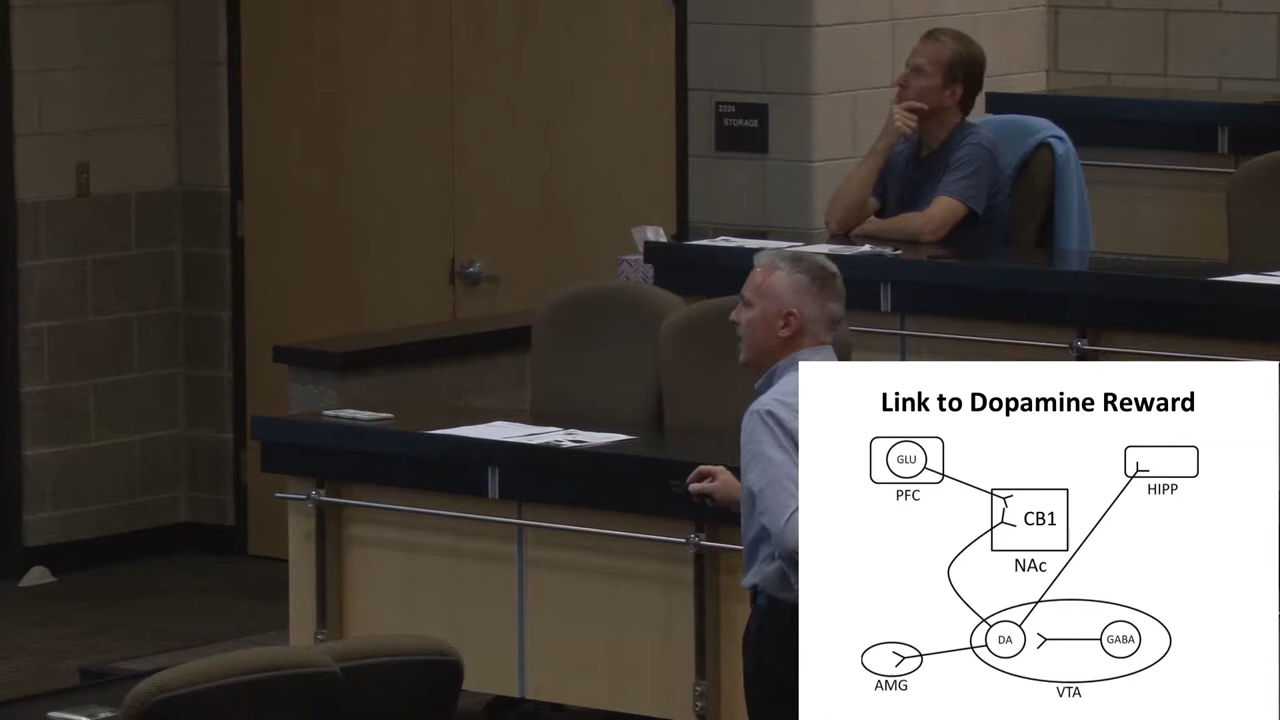 2224
STORAGE
Link to Dopamine Reward
GLU
PFC
HIPP
CB1
NAc
DA
GABA
AMG
VTA